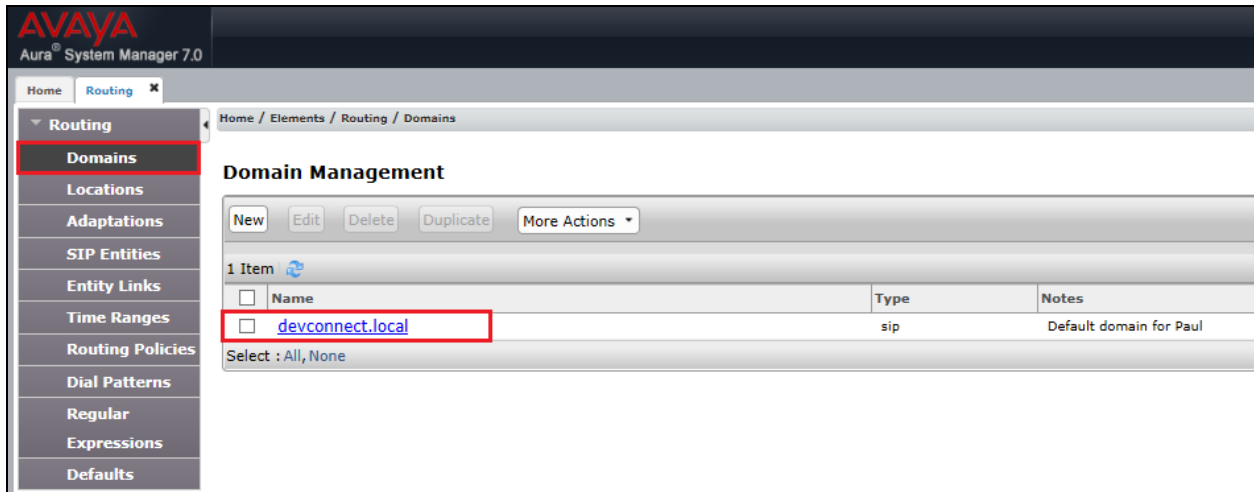 AVAYA
Aura® System Manager 7.0
Home
Routing ✖
Routing
Domains
Locations
Adaptations
SIP Entities
Entity Links
Time Ranges
Routing Policies
Dial Patterns
Regular
Expressions
Defaults
Home / Elements / Routing / Domains
Domain Management
New Edit Delete Duplicate More Actions
1 Item
Name Type Notes
devconnect.local sip Default domain for Paul
Select : All, None